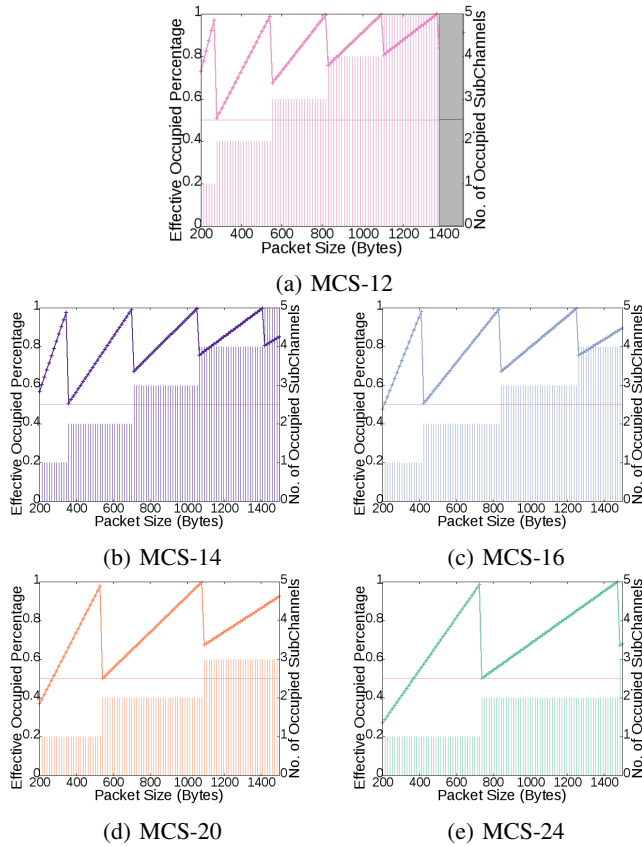 Effective Occupied Percentage
1
0.8
0.6
0.4
0.2
0
5
4
3
2
1
0
No. of Occupied SubChannels
200 400 600 800 1000 1200 1400
Packet Size (Bytes)
(a) MCS-12
Effective Occupied Percentage
1
0.8
0.6
0.4
0.2
0
5
4
3
2
1
0
No. of Occupied SubChannels
200 400 600 800 1000 1200 1400
Packet Size (Bytes)
(b) MCS-14
Effective Occupied Percentage
1
0.8
0.6
0.4
0.2
0
5
4
3
2
1
0
No. of Occupied SubChannels
200 400 600 800 1000 1200 1400
Packet Size (Bytes)
(c) MCS-16
Effective Occupied Percentage
1
0.8
0.6
0.4
0.2
0
5
4
3
2
1
0
No. of Occupied SubChannels
200 400 600 800 1000 1200 1400
Packet Size (Bytes)
(d) MCS-20
Effective Occupied Percentage
1
0.8
0.6
0.4
0.2
0
5
4
3
2
1
0
No. of Occupied SubChannels
200 400 600 800 1000 1200 1400
Packet Size (Bytes)
(e) MCS-24